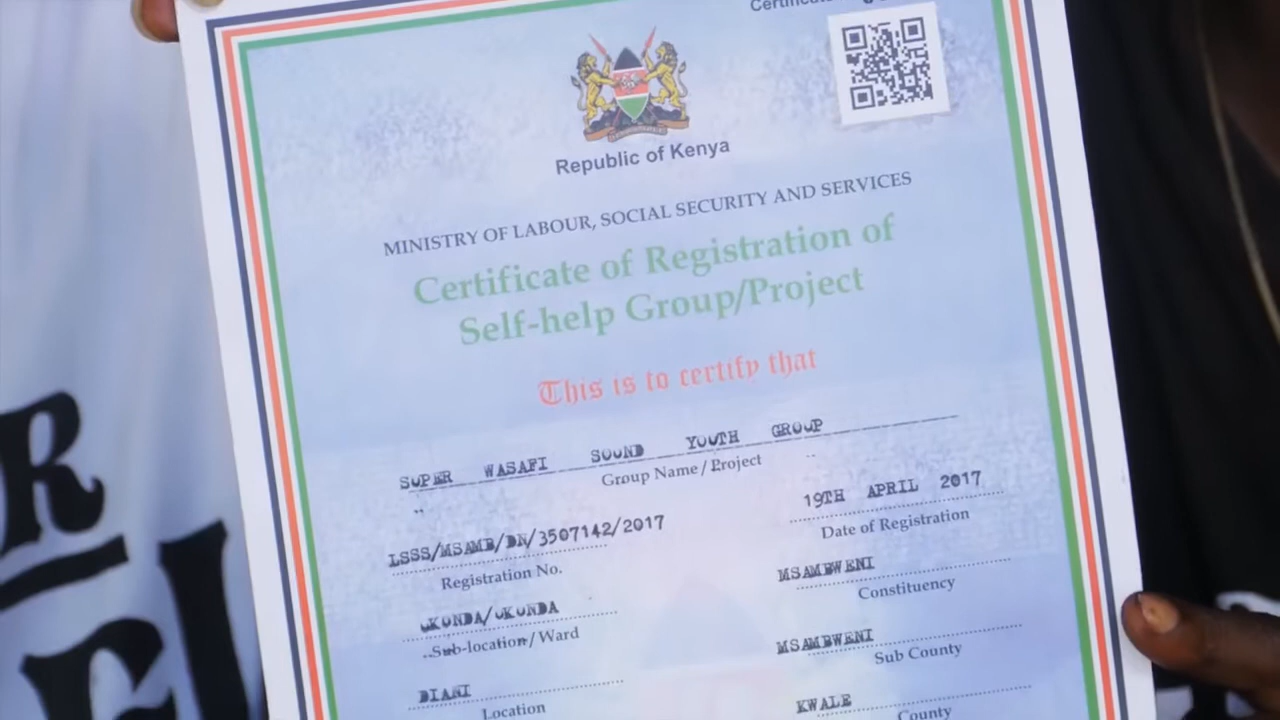 Republic of Kenya
MINISTRY OF LABOUR, SOCIAL SECURITY AND SERVICES
Certificate of Registration of
Self-help Group/Project
This is to certify that
SUPER WASAFI SOUND YOUTH GROUP
Group Name / Project
LSSS/MSAMB/DN/3507142/2017
19TH APRIL 2017
Registration No.
Date of Registration
UKUNDA/UKUNDA
MSAMBWENI
Sub-location/ Ward
Constituency
DIANI
MSAMBWENI
Location
Sub County
KWALE
County
R